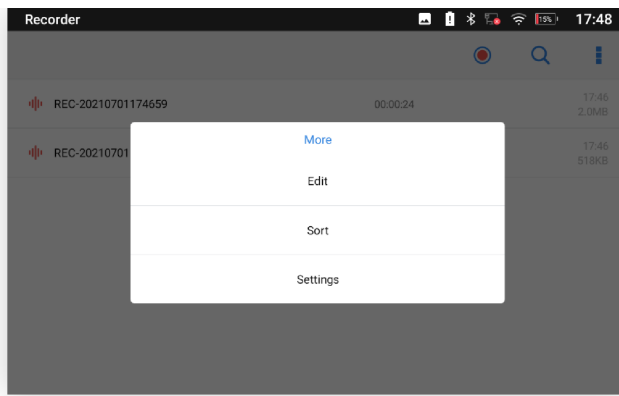 Recorder 15% 17:48
REC-20210701174659 00:00:24 17:46
2.0MB
REC-20210701 17:46
518KB
More
Edit
Sort
Settings